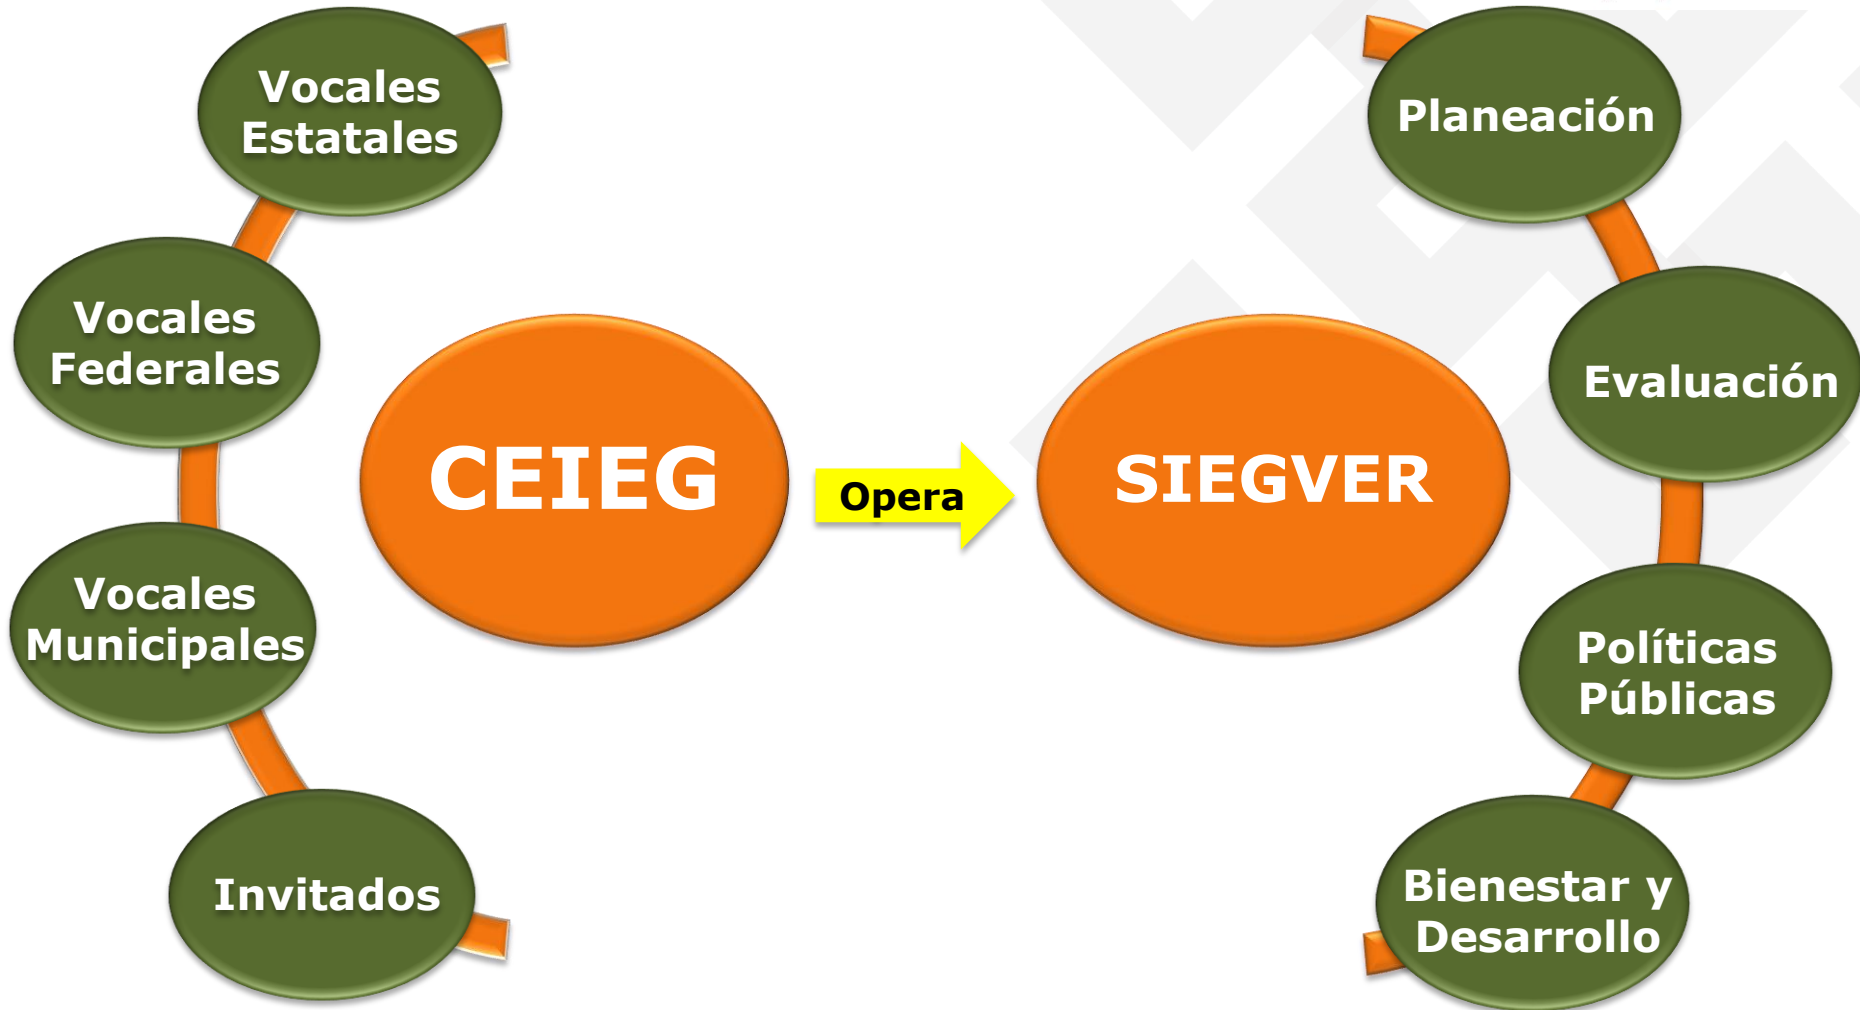 Vocales
Estatales
Vocales
Federales
Vocales
Municipales
Invitados
CEIEG
Opera
SIEGVER
Planeación
Evaluación
Políticas
Públicas
Bienestar y
Desarrollo